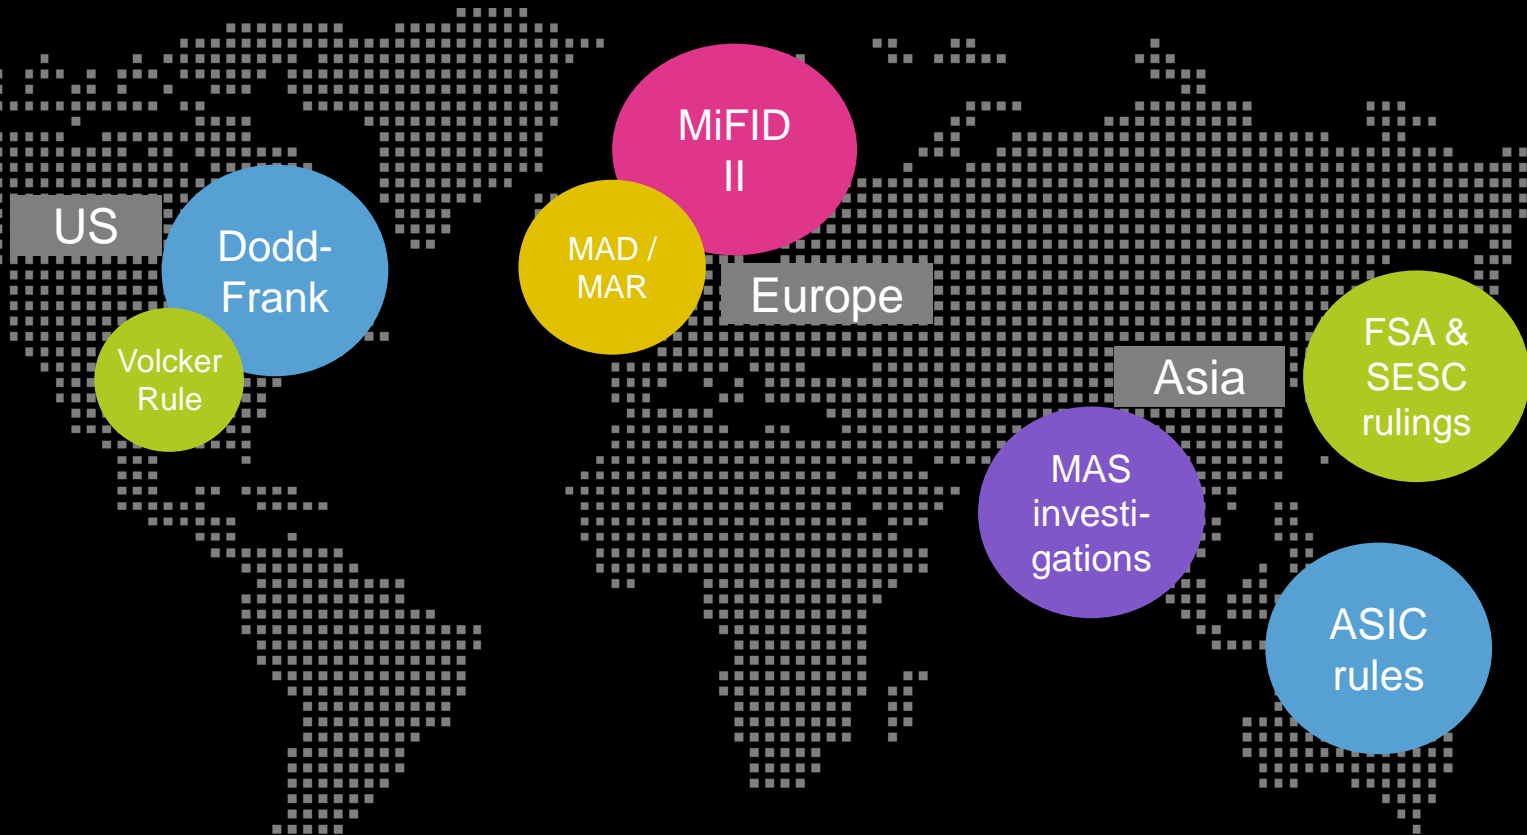 US
Dodd-
Frank
Volcker
Rule
MiFID
II
MAD /
MAR
Europe
Asia
FSA &
SESC
rulings
MAS
investi-
gations
ASIC
rules